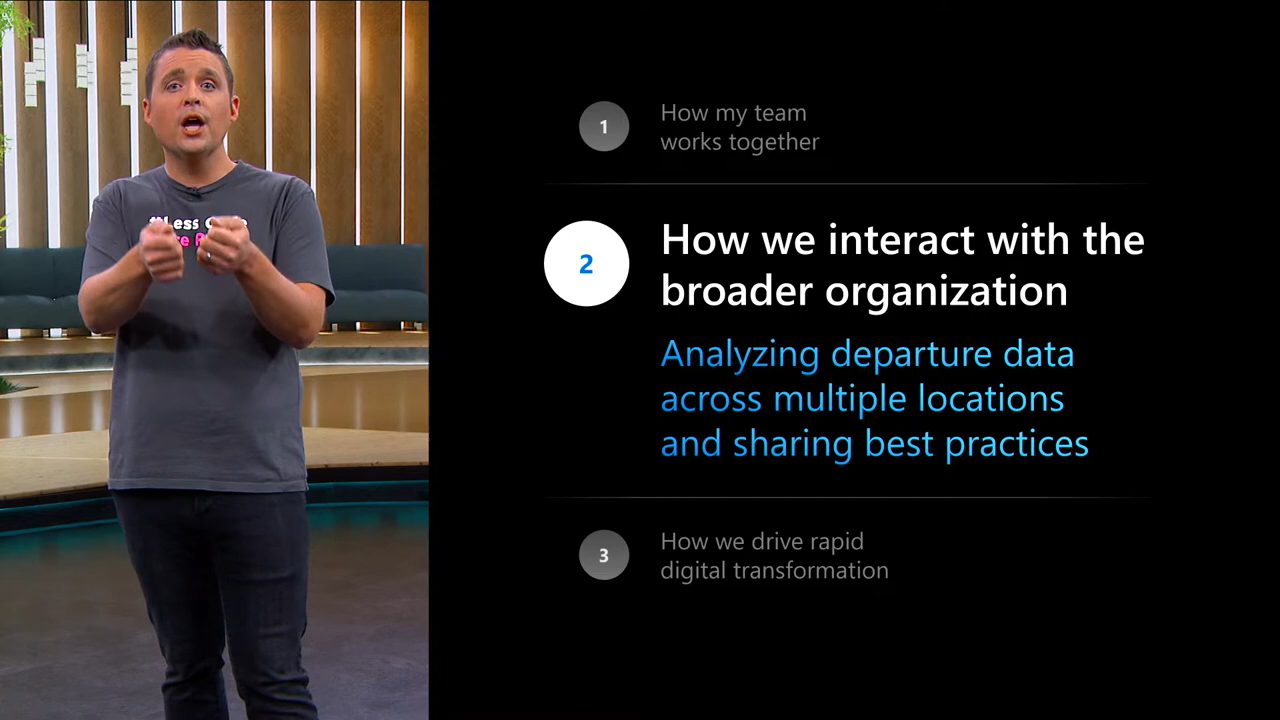 Less
1
How my team
works together
2
How we interact with the
broader organization
Analyzing departure data
across multiple locations
and sharing best practices
3
How we drive rapid
digital transformation